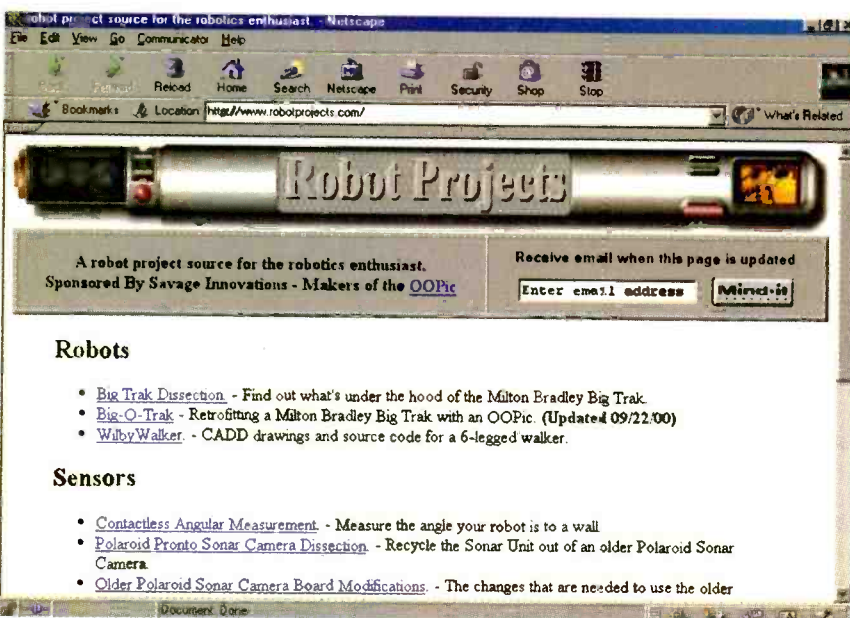 Robot project source for the robotics enthusiast. - Netscape
File Edit View Go Communicator Help
Reload Home Search Netscape Print Security Shop Stop
Bookmarks Location http://www.robotprojects.com/ What's Related
Robot Projects
A robot project source for the robotics enthusiast.
Sponsored By Savage Innovations - Makers of the OOPic
Receive email when this page is updated
Enter email address Mind-it
Robots
• Big Trak Dissection. - Find out what's under the hood of the Milton Bradley Big Trak.
• Big-O-Trak - Retrofitting a Milton Bradley Big Trak with an OOPic. (Updated 09/22/00)
• WilbyWalker. - CADD drawings and source code for a 6-legged walker.
Sensors
• Contactless Angular Measurement. - Measure the angle your robot is to a wall
• Polaroid Pronto Sonar Camera Dissection. - Recycle the Sonar Unit out of an older Polaroid Sonar
Camera.
• Older Polaroid Sonar Camera Board Modifications. - The changes that are needed to use the older
Document: Done